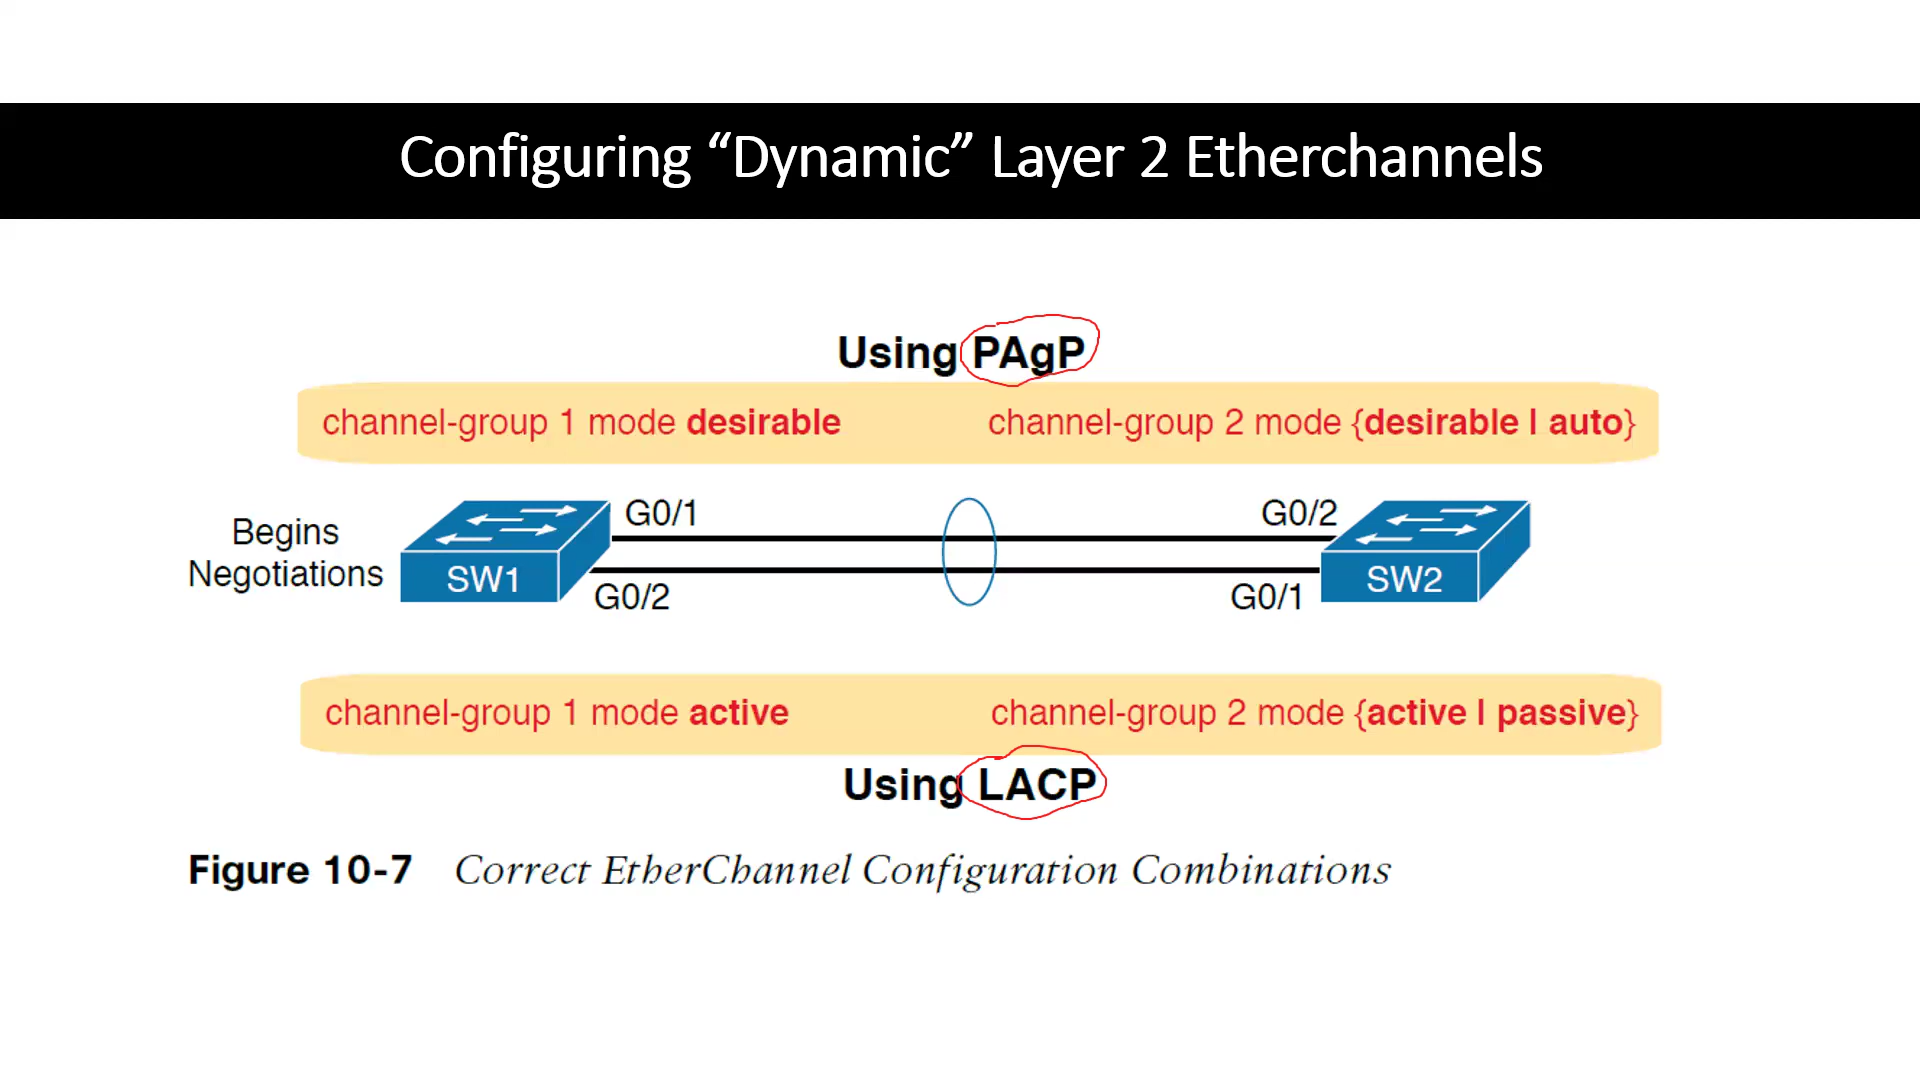 Configuring “Dynamic” Layer 2 Etherchannels
Using PAgP
channel-group 1 mode desirable
channel-group 2 mode {desirable | auto}
Begins
Negotiations
SW1
G0/1
G0/2
G0/2
G0/1
SW2
channel-group 1 mode active
channel-group 2 mode {active | passive}
Using LACP
Figure 10-7 Correct EtherChannel Configuration Combinations